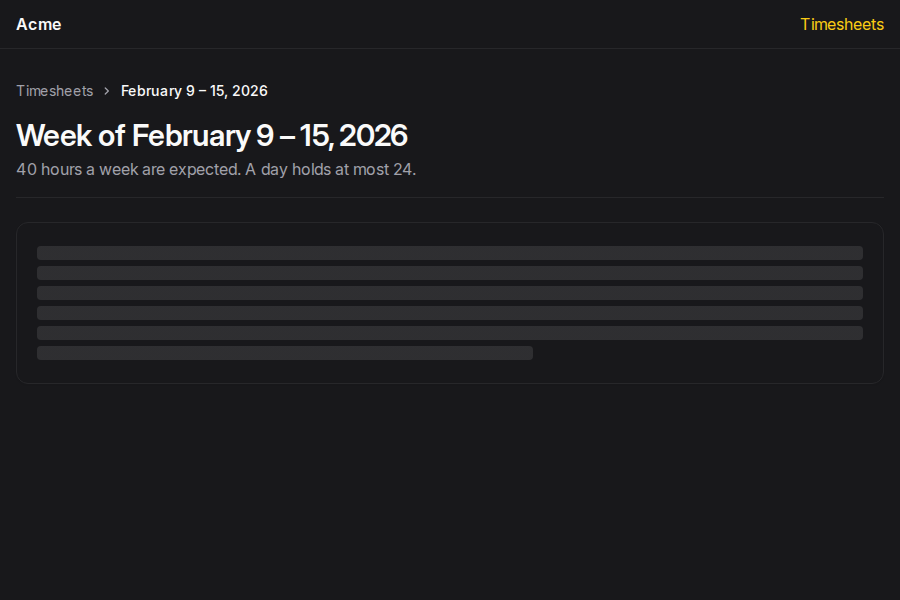 Acme
Timesheets
Timesheets › February 9 – 15, 2026
Week of February 9 – 15, 2026
40 hours a week are expected. A day holds at most 24.